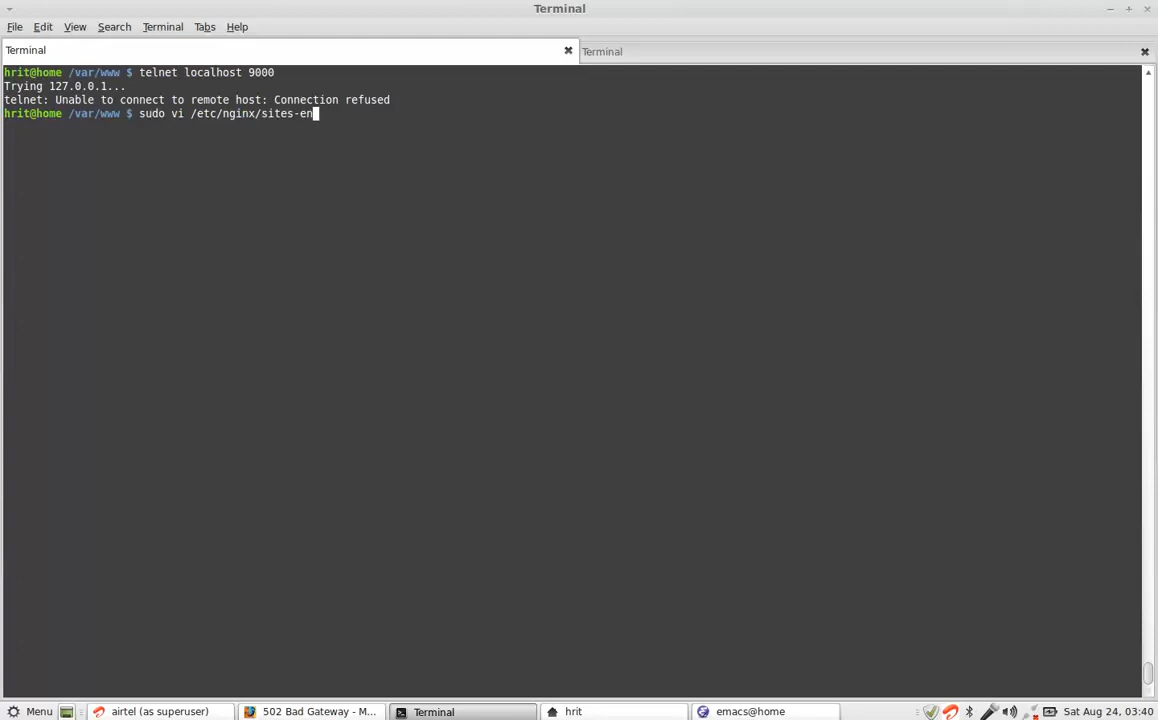 Terminal
File Edit View Search Terminal Tabs Help
Terminal Terminal
hrit@home /var/www $ telnet localhost 9000
Trying 127.0.0.1...
telnet: Unable to connect to remote host: Connection refused
hrit@home /var/www $ sudo vi /etc/nginx/sites-en
Menu airtel (as superuser) 502 Bad Gateway - M... Terminal hrit emacs@home Sat Aug 24, 03:40